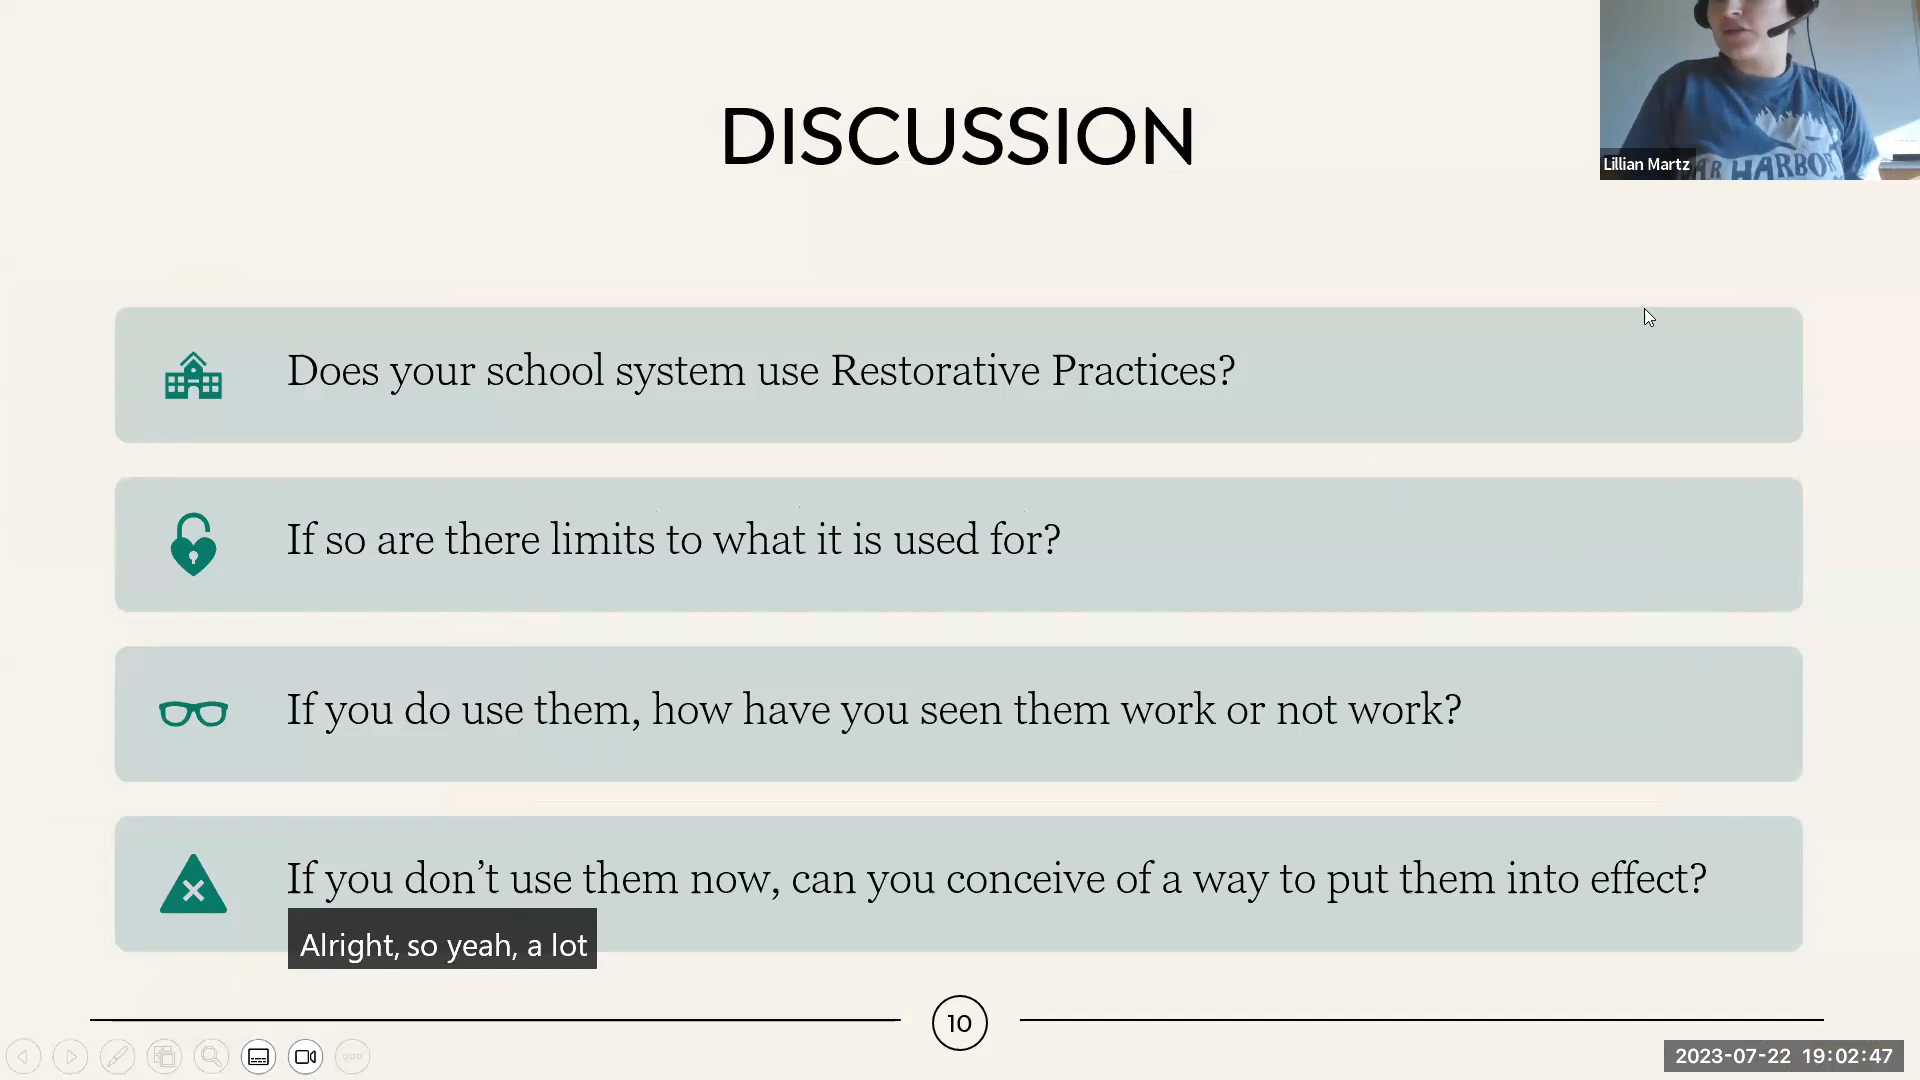 DISCUSSION
Lillian Martz
AR HARBOR
Does your school system use Restorative Practices?
If so are there limits to what it is used for?
If you do use them, how have you seen them work or not work?
If you don’t use them now, can you conceive of a way to put them into effect?
Alright, so yeah, a lot
10
2023-07-22 19:02:47